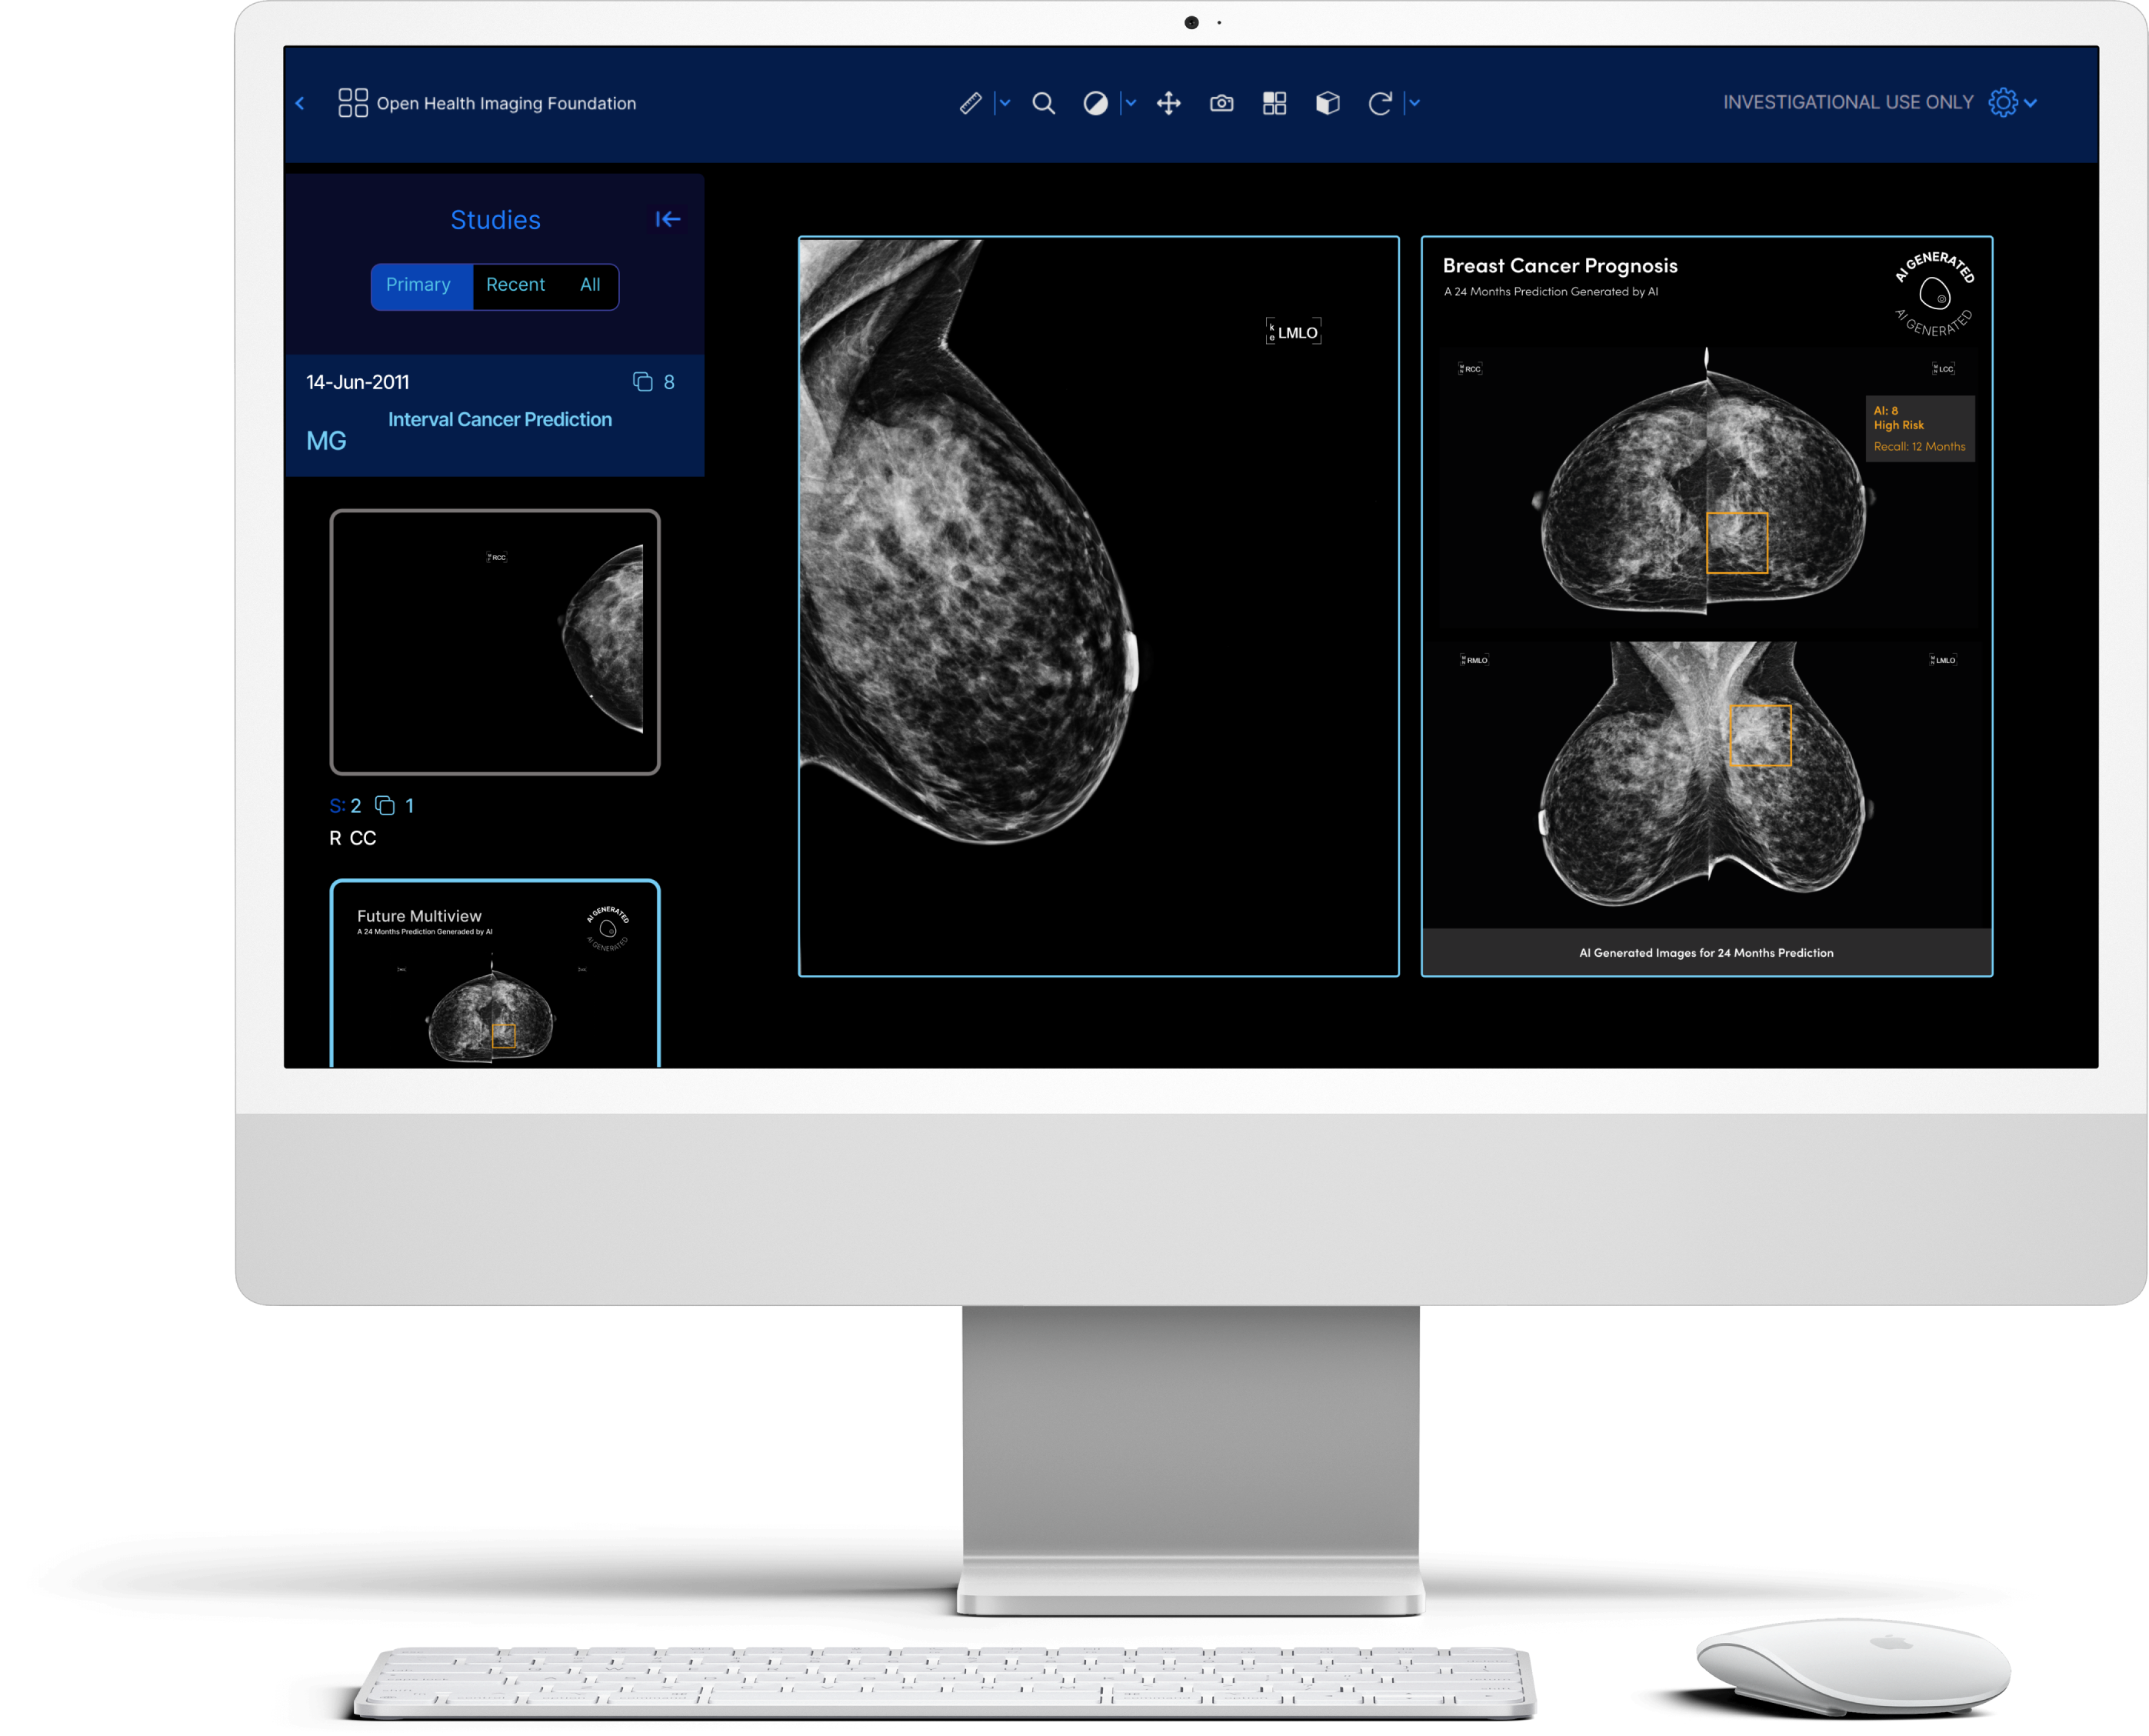 Open Health Imaging Foundation
INVESTIGATIONAL USE ONLY
Studies
Primary Recent All
14-Jun-2011 8
Interval Cancer Prediction
MG
RCC
S: 2 1
R CC
Future Multiview
A 24 Months Prediction Generaded by AI
AI GENERATED
AI GENERATED
LMLO
Breast Cancer Prognosis
A 24 Months Prediction Generated by AI
AI GENERATED
AI GENERATED
RCC
LCC
AI: 8
High Risk
Recall: 12 Months
RMLO
LMLO
AI Generated Images for 24 Months Prediction